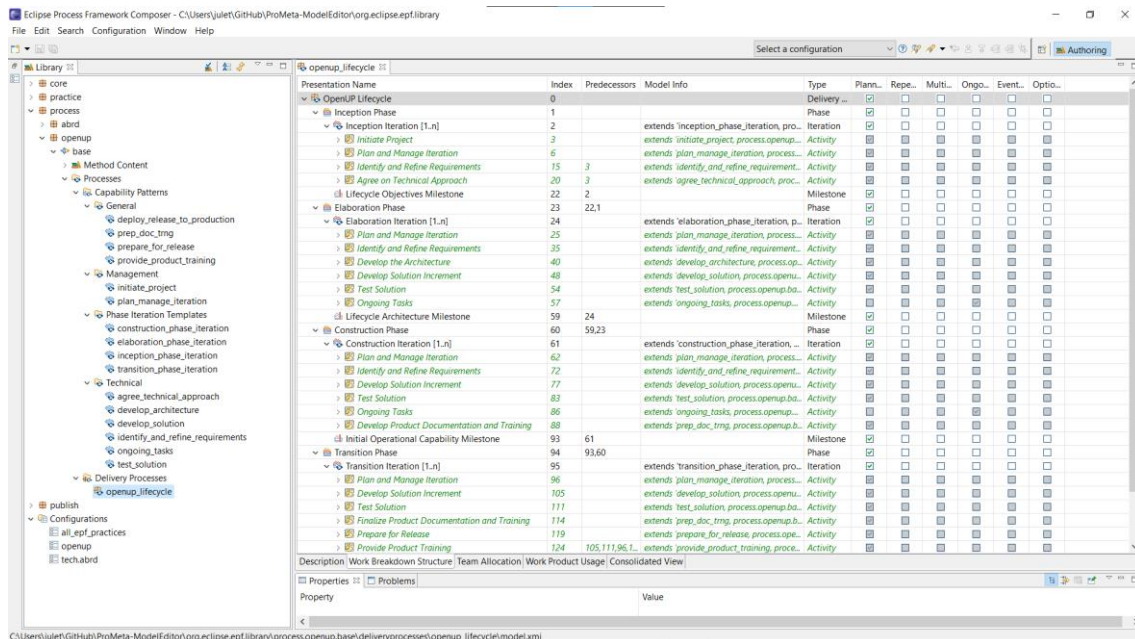 Eclipse Process Framework Composer - C:\Users\julet\GitHub\ProMeta-ModelEditor\org.eclipse.epf.library
File Edit Search Configuration Window Help
Select a configuration
Authoring
Library
core
practice
process
abrd
openup
base
Method Content
Processes
Capability Patterns
General
deploy_release_to_production
prep_doc_trng
prepare_for_release
provide_product_training
Management
initiate_project
plan_manage_iteration
Phase Iteration Templates
construction_phase_iteration
elaboration_phase_iteration
inception_phase_iteration
transition_phase_iteration
Technical
agree_technical_approach
develop_architecture
develop_solution
identify_and_refine_requirements
ongoing_tasks
test_solution
Delivery Processes
openup_lifecycle
publish
Configurations
all_epf_practices
openup
tech.abrd
openup_lifecycle
Presentation Name Index Predecessors Model Info Type Plann... Repe... Multi... Ongo... Event... Optio...
OpenUP Lifecycle 0 Delivery ...
Inception Phase 1 Phase
Inception Iteration [1..n] 2 extends 'inception_phase_iteration, pro... Iteration
Initiate Project 3 extends 'initiate_project, process.openup... Activity
Plan and Manage Iteration 6 extends 'plan_manage_iteration, process... Activity
Identify and Refine Requirements 15 3 extends 'identify_and_refine_requirement... Activity
Agree on Technical Approach 20 3 extends 'agree_technical_approach, proc... Activity
Lifecycle Objectives Milestone 22 2 Milestone
Elaboration Phase 23 22,1 Phase
Elaboration Iteration [1..n] 24 extends 'elaboration_phase_iteration, p... Iteration
Plan and Manage Iteration 25 extends 'plan_manage_iteration, process... Activity
Identify and Refine Requirements 35 extends 'identify_and_refine_requirement... Activity
Develop the Architecture 40 extends 'develop_architecture, process.op... Activity
Develop Solution Increment 48 extends 'develop_solution, process.openu... Activity
Test Solution 54 extends 'test_solution, process.openup.ba... Activity
Ongoing Tasks 57 extends 'ongoing_tasks, process.openup.... Activity
Lifecycle Architecture Milestone 59 24 Milestone
Construction Phase 60 59,23 Phase
Construction Iteration [1..n] 61 extends 'construction_phase_iteration, ... Iteration
Plan and Manage Iteration 62 extends 'plan_manage_iteration, process... Activity
Identify and Refine Requirements 72 extends 'identify_and_refine_requirement... Activity
Develop Solution Increment 77 extends 'develop_solution, process.openu... Activity
Test Solution 83 extends 'test_solution, process.openup.ba... Activity
Ongoing Tasks 86 extends 'ongoing_tasks, process.openup.... Activity
Develop Product Documentation and Training 88 extends 'prep_doc_trng, process.openup.b... Activity
Initial Operational Capability Milestone 93 61 Milestone
Transition Phase 94 93,60 Phase
Transition Iteration [1..n] 95 extends 'transition_phase_iteration, pro... Iteration
Plan and Manage Iteration 96 extends 'plan_manage_iteration, process... Activity
Develop Solution Increment 105 extends 'develop_solution, process.openu... Activity
Test Solution 111 extends 'test_solution, process.openup.ba... Activity
Finalize Product Documentation and Training 114 extends 'prep_doc_trng, process.openup.b... Activity
Prepare for Release 119 extends 'prepare_for_release, process.ope... Activity
Provide Product Training 124 105,111,96,1... extends 'provide_product_training, proce... Activity
Description Work Breakdown Structure Team Allocation Work Product Usage Consolidated View
Properties Problems
Property Value
C:\Users\julet\GitHub\ProMeta-ModelEditor\org.eclipse.epf.library\process.openup.base\deliveryprocesses\openup_lifecycle\model.xmi